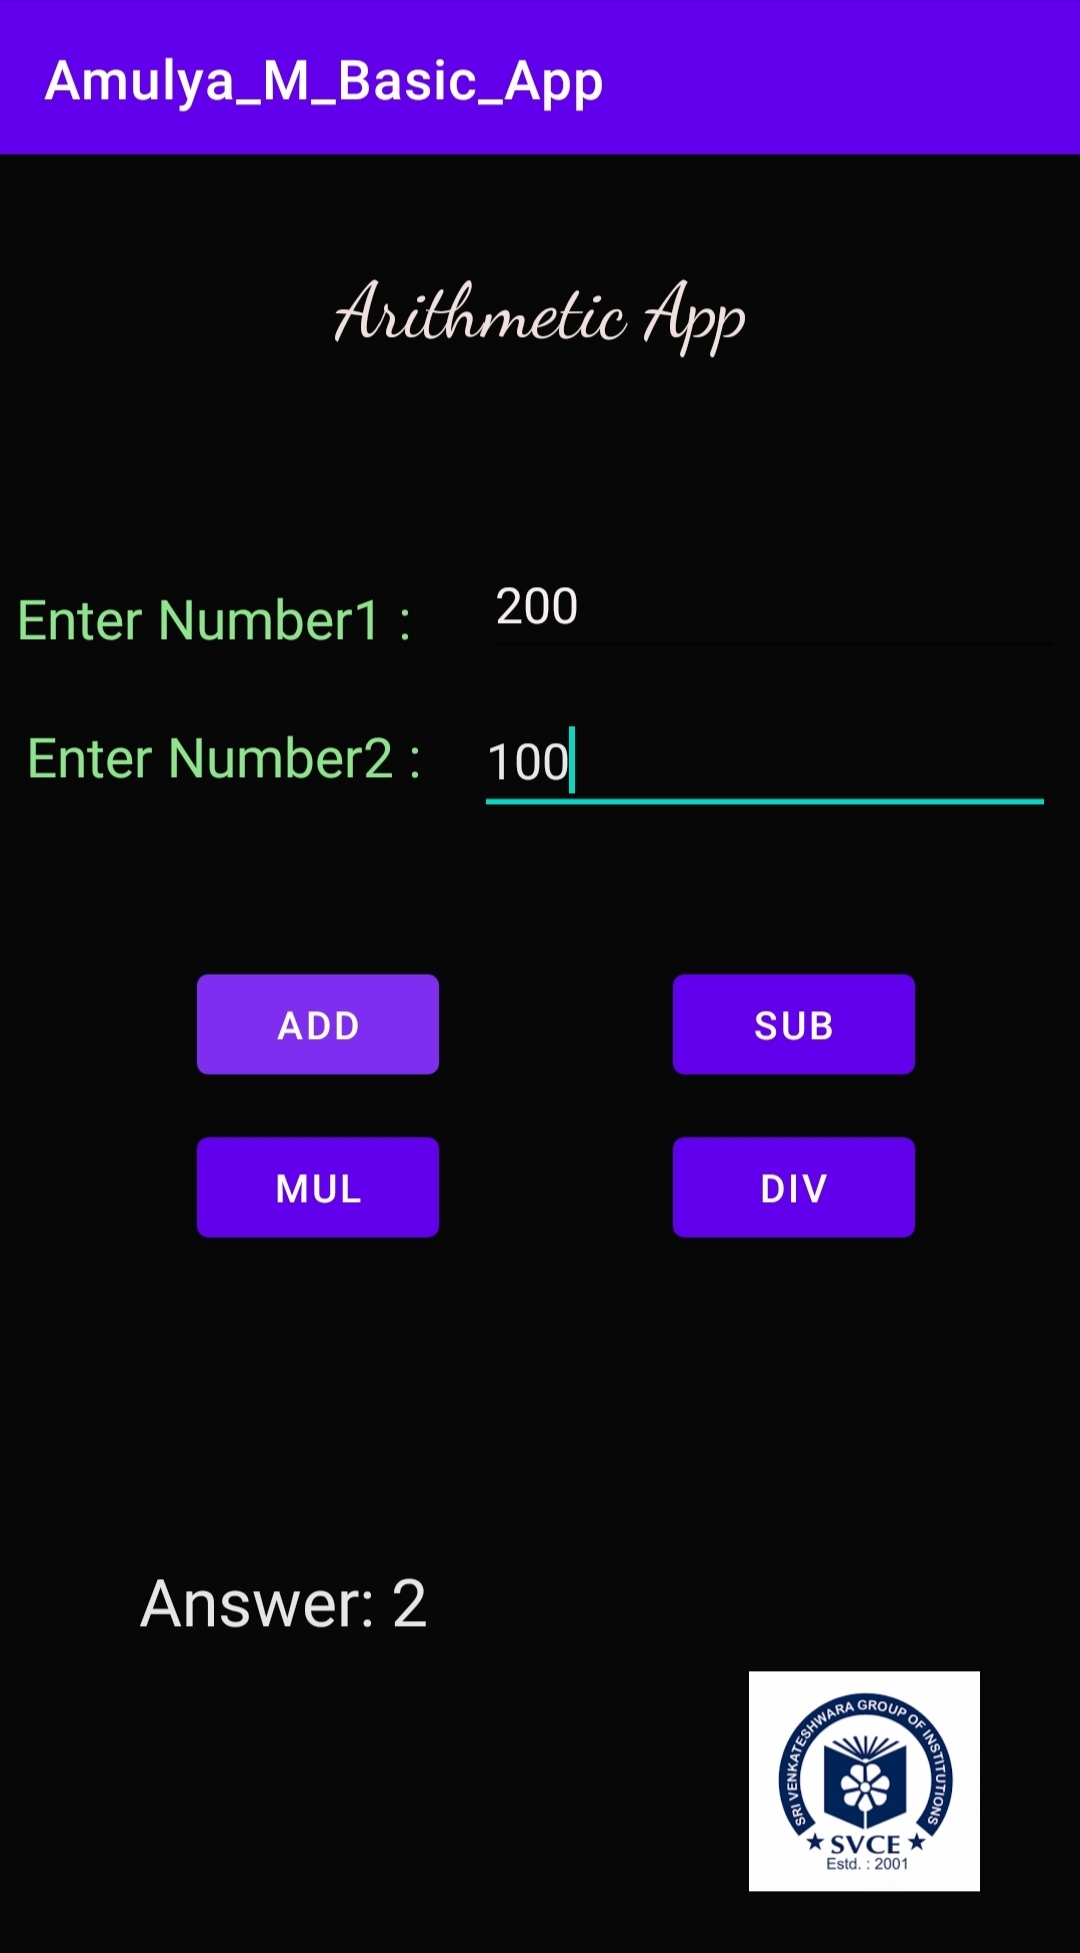 Amulya_M_Basic_App
Arithmetic App
Enter Number1 : 200
Enter Number2 : 100
ADD SUB
MUL DIV
Answer: 2
SRI VENKATESHWARA GROUP OF INSTITUTIONS
★ SVCE ★
Estd. : 2001